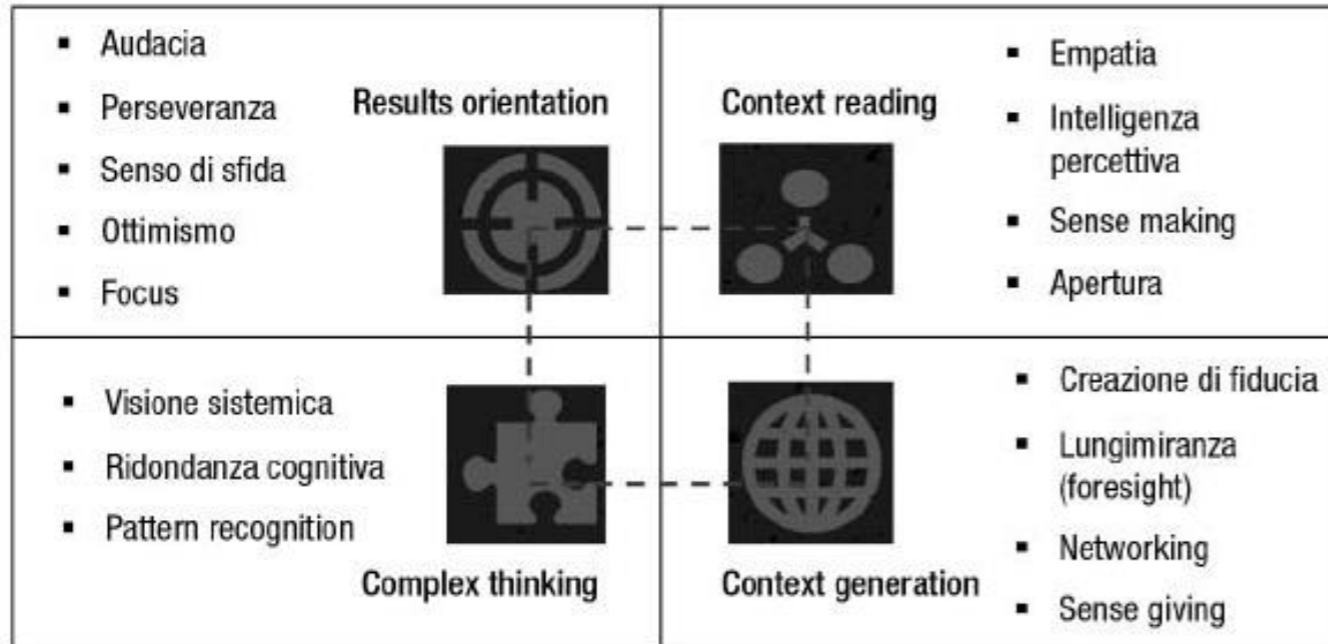 Audacia
Perseveranza
Senso di sfida
Ottimismo
Focus
Results orientation
Context reading
Empatia
Intelligenza
percettiva
Sense making
Apertura
Visione sistemica
Ridondanza cognitiva
Pattern recognition
Complex thinking
Context generation
Creazione di fiducia
Lungimiranza
(foresight)
Networking
Sense giving